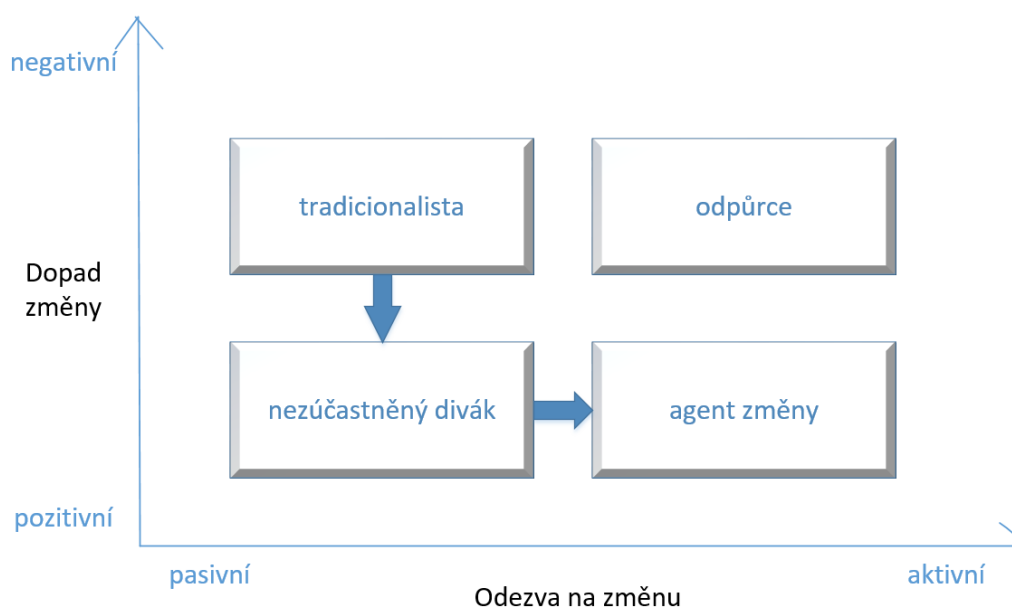 negativní
tradicionalista
odpůrce
Dopad
změny
nezúčastněný divák
agent změny
pozitivní
pasivní
aktivní
Odezva na změnu